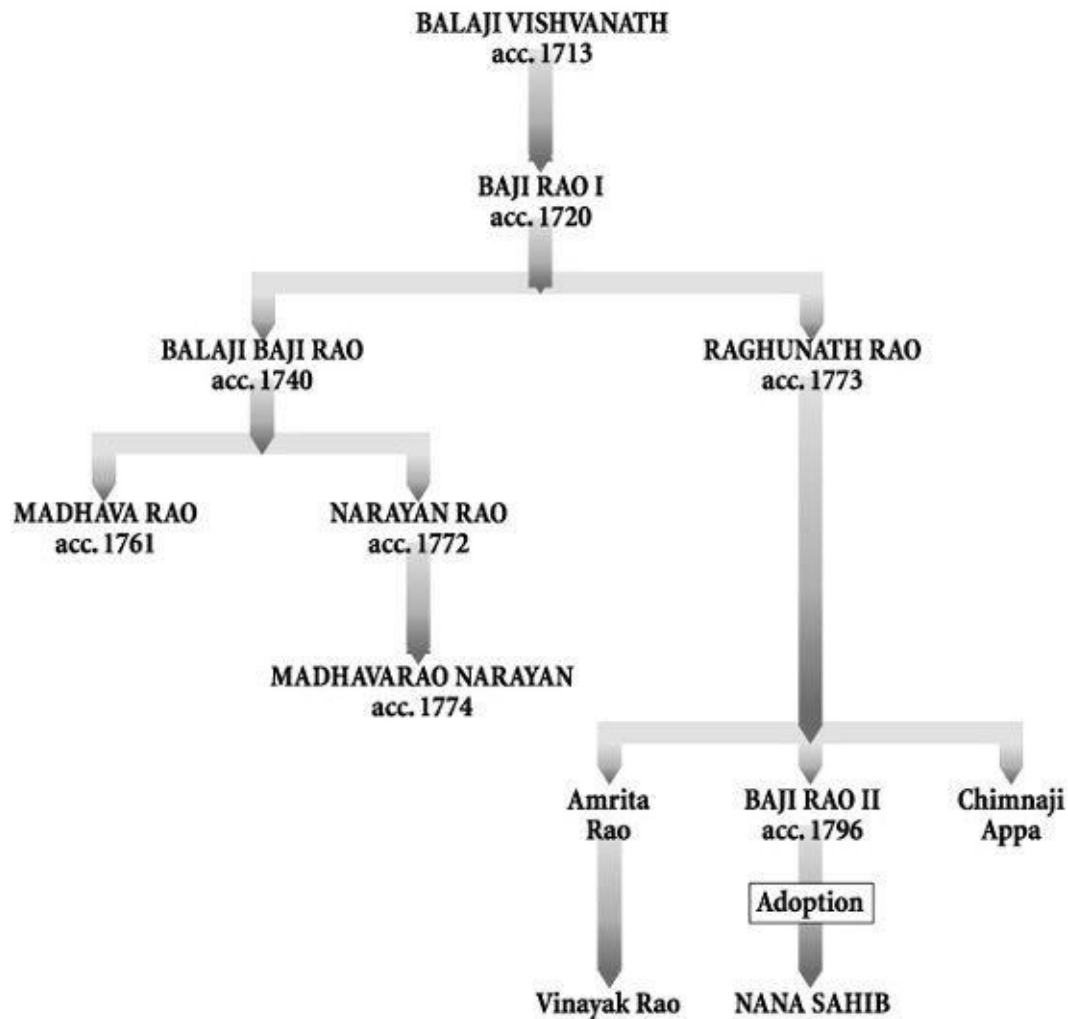 BALAJI VISHVANATH
acc. 1713
BAJI RAO I
acc. 1720
BALAJI BAJI RAO
acc. 1740
RAGHUNATH RAO
acc. 1773
MADHAVA RAO
acc. 1761
NARAYAN RAO
acc. 1772
MADHAVARAO NARAYAN
acc. 1774
Amrita
Rao
BAJI RAO II
acc. 1796
Chimnaji
Appa
Adoption
Vinayak Rao
NANA SAHIB